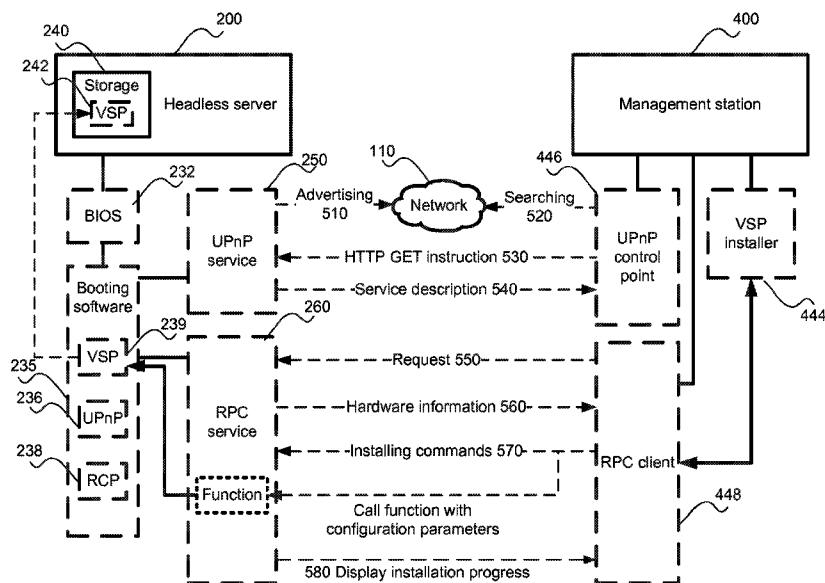 200
400
240
242
Storage
VSP
Headless server
Management station
232
250
110
446
BIOS
Advertising
510
Network
Searching
520
UPnP
service
UPnP
control
point
VSP
installer
HTTP GET instruction 530
Booting
software
Service description 540
444
260
239
VSP
Request 550
235
236
UPnP
RPC
service
Hardware information 560
Installing commands 570
RPC client
238
RCP
Function
Call function with
configuration parameters
448
580 Display installation progress